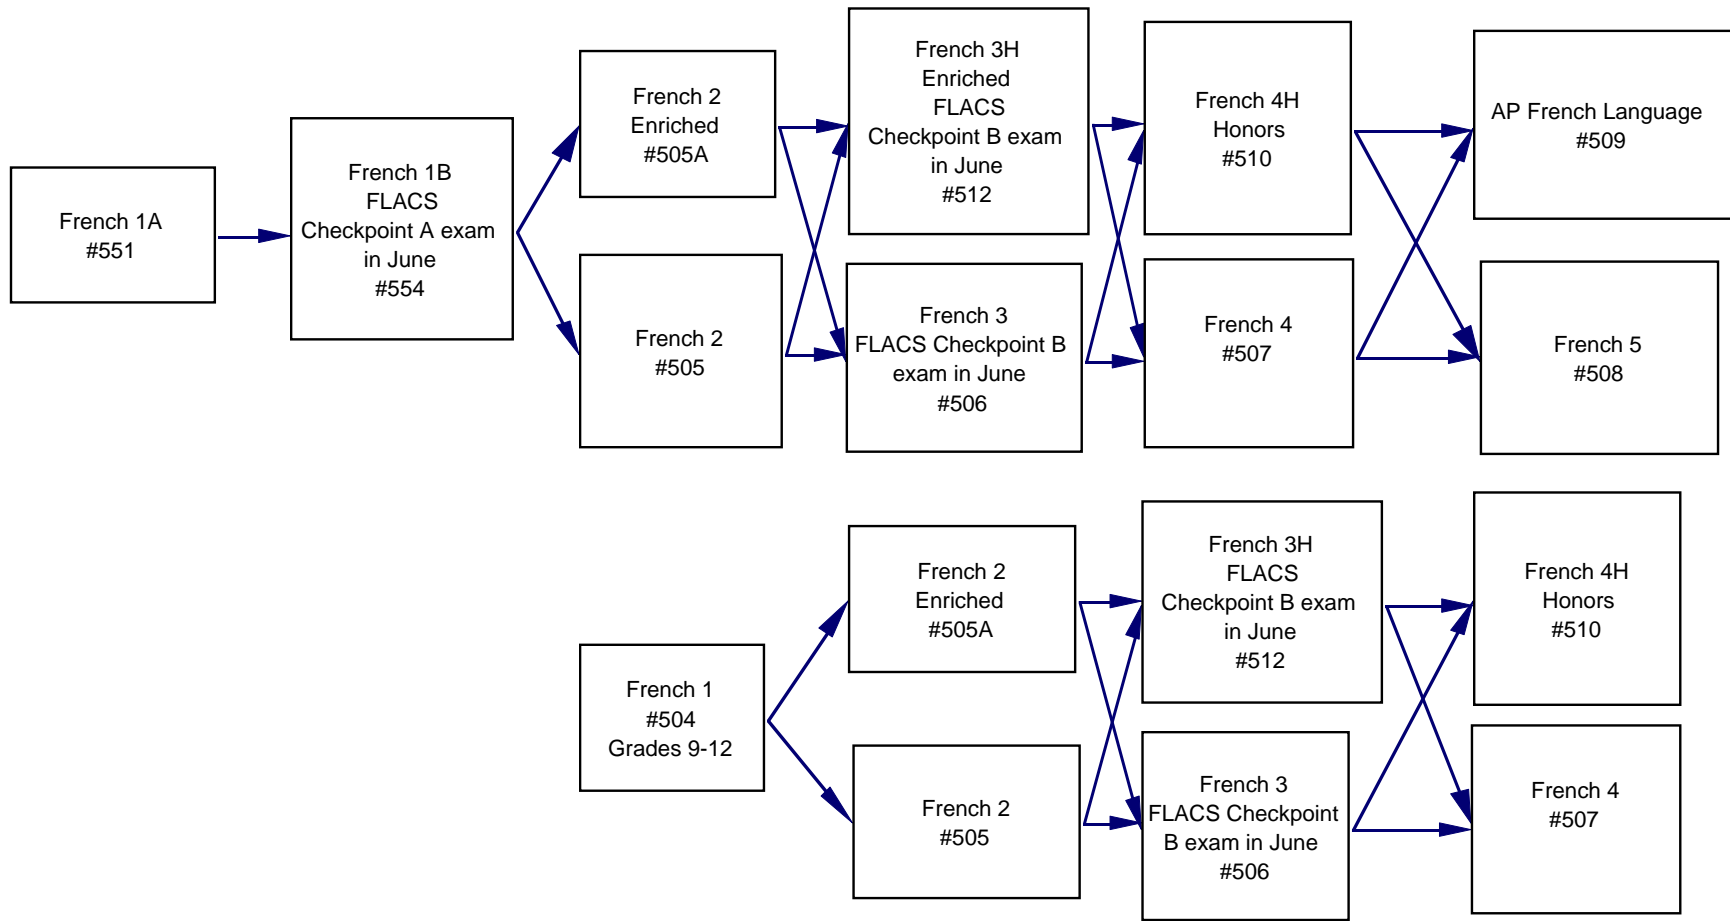 French 1A
#551
French 1B
FLACS
Checkpoint A exam
in June
#554
French 2
Enriched
#505A
French 2
#505
French 3H
Enriched
FLACS
Checkpoint B exam
in June
#512
French 3
FLACS Checkpoint B
exam in June
#506
French 4H
Honors
#510
French 4
#507
AP French Language
#509
French 5
#508
French 1
#504
Grades 9-12
French 2
Enriched
#505A
French 2
#505
French 3H
FLACS
Checkpoint B exam
in June
#512
French 3
FLACS Checkpoint
B exam in June
#506
French 4H
Honors
#510
French 4
#507